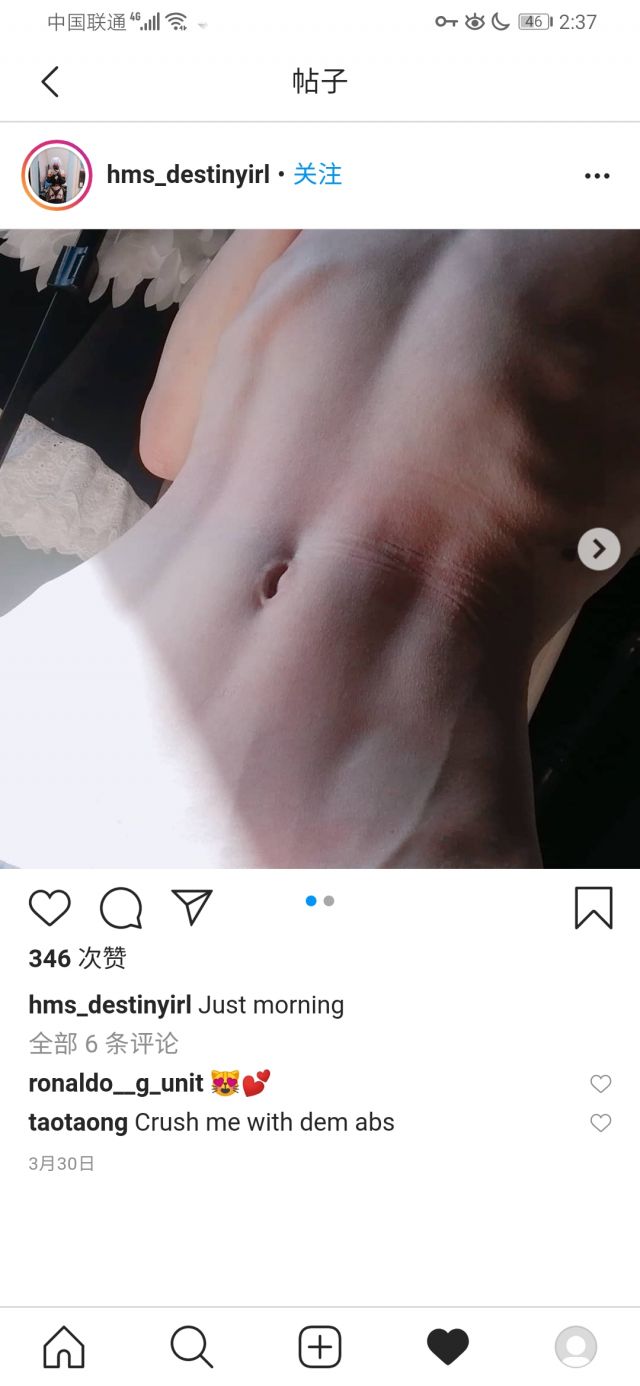 中国联通 4G 46 2:37
帖子
hms_destinyirl • 关注
346 次赞
hms_destinyirl Just morning
全部 6 条评论
ronaldo__g_unit 😻💕
taotaong Crush me with dem abs
3月30日